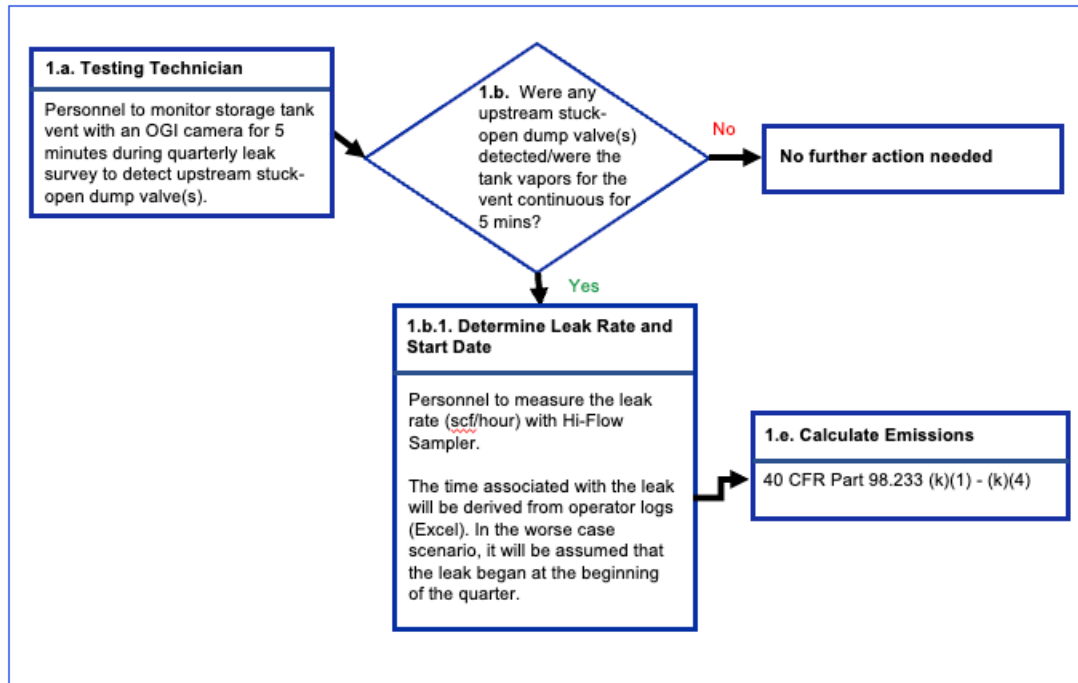 1.a. Testing Technician
Personnel to monitor storage tank
vent with an OGI camera for 5
minutes during quarterly leak
survey to detect upstream stuck-
open dump valve(s).
1.b. Were any
upstream stuck-
open dump valve(s)
detected/were the
tank vapors for the
vent continuous for
5 mins?
No
No further action needed
Yes
1.b.1. Determine Leak Rate and
Start Date
Personnel to measure the leak
rate (scf/hour) with Hi-Flow
Sampler.
The time associated with the leak
will be derived from operator logs
(Excel). In the worse case
scenario, it will be assumed that
the leak began at the beginning
of the quarter.
1.e. Calculate Emissions
40 CFR Part 98.233 (k)(1) - (k)(4)